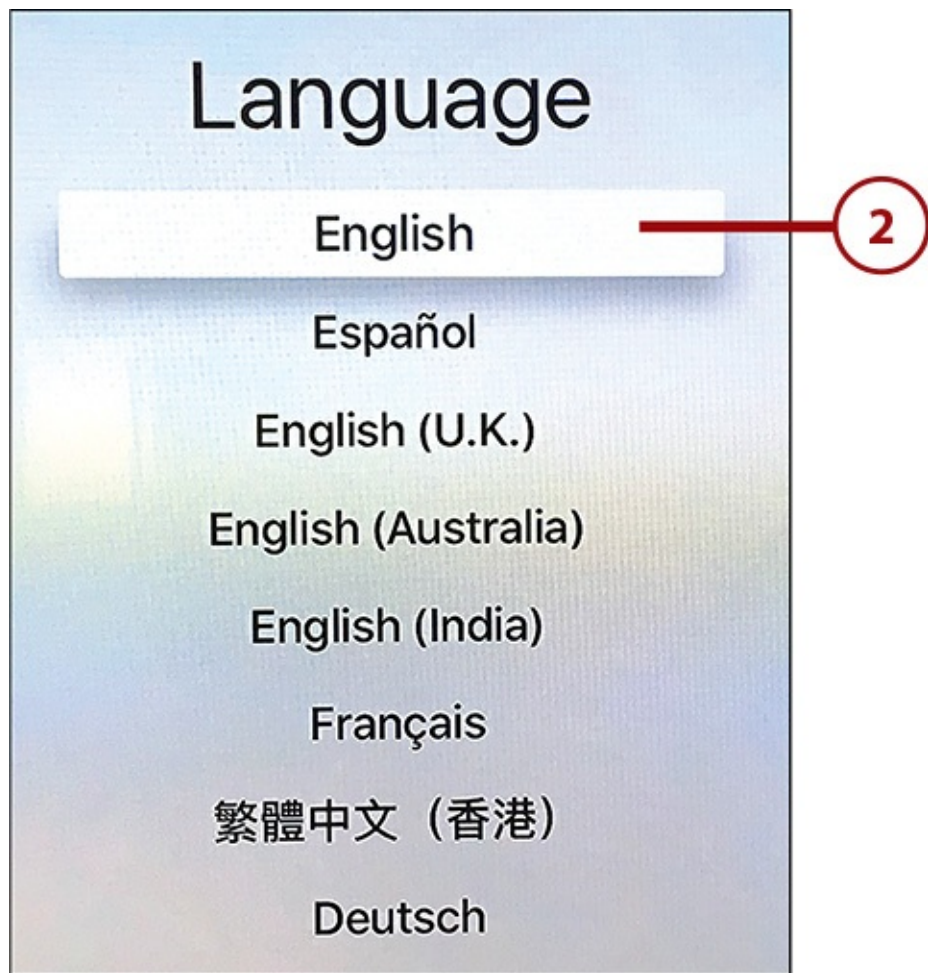 Language
English
2
Español
English (U.K.)
English (Australia)
English (India)
Français
繁體中文（香港）
Deutsch